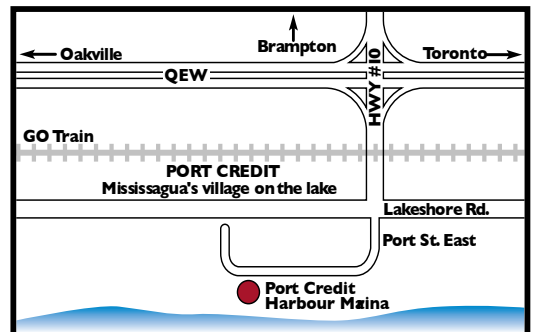 Brampton
Oakville
Toronto
QEW
HWY #10
GO Train
PORT CREDIT
Mississagua's village on the lake
Lakeshore Rd.
Port St. East
Port Credit
Harbour